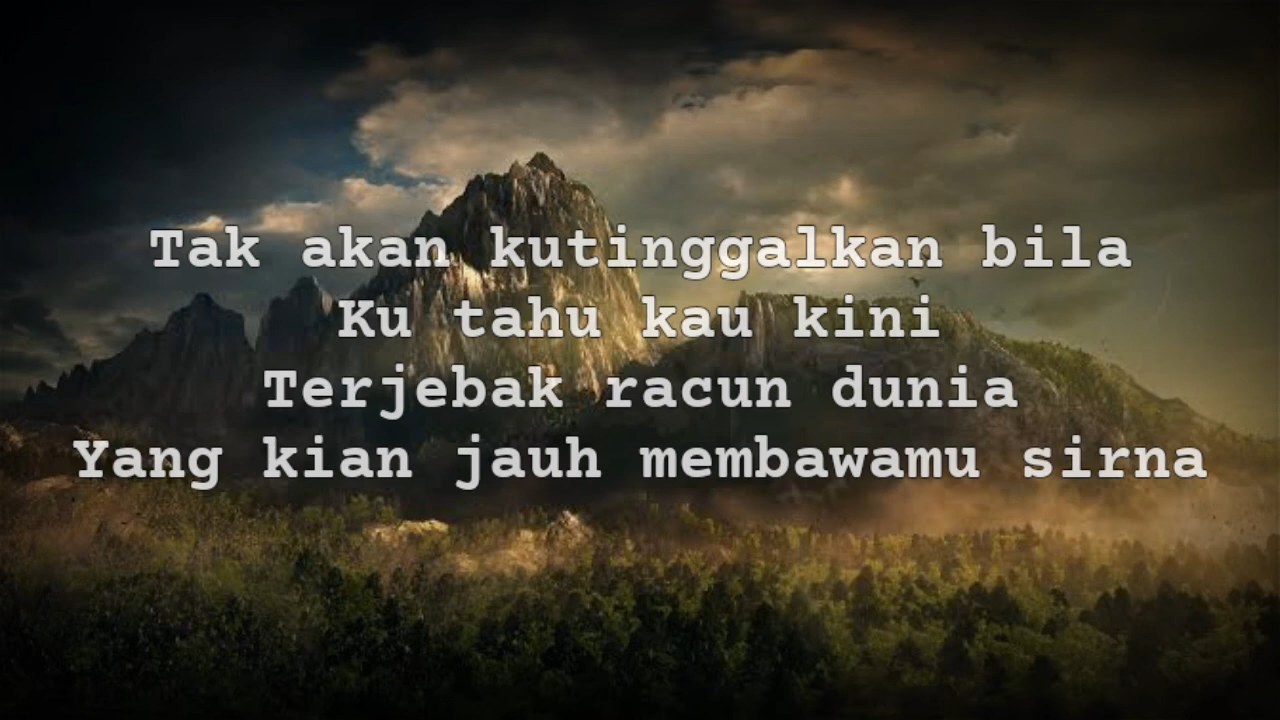 Tak akan kutinggalkan bila
Ku tahu kau kini
Terjebak racun dunia
Yang kian jauh membawamu sirna